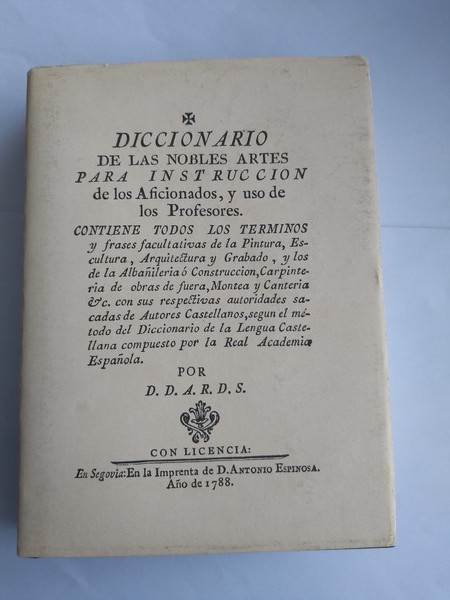 DICCIONARIO
DE LAS NOBLES ARTES
PARA INSTRUCCION
de los Aficionados, y uso de
los Profesores.
CONTIENE TODOS LOS TERMINOS
y frases facultativas de la Pintura, Es-
cultura, Arquitectura y Grabado, y los
de la Albañileria ó Construccion, Carpinte-
ria de obras de fuera, Montea y Canteria
&c. con sus respectivas autoridades sa-
cadas de Autores Castellanos, segun el mé-
todo del Diccionario de la Lengua Caste-
llana compuesto por la Real Academia
Española.
POR
D. D. A. R. D. S.
CON LICENCIA:
En Segovia: En la Imprenta de D. ANTONIO ESPINOSA.
Año de 1788.